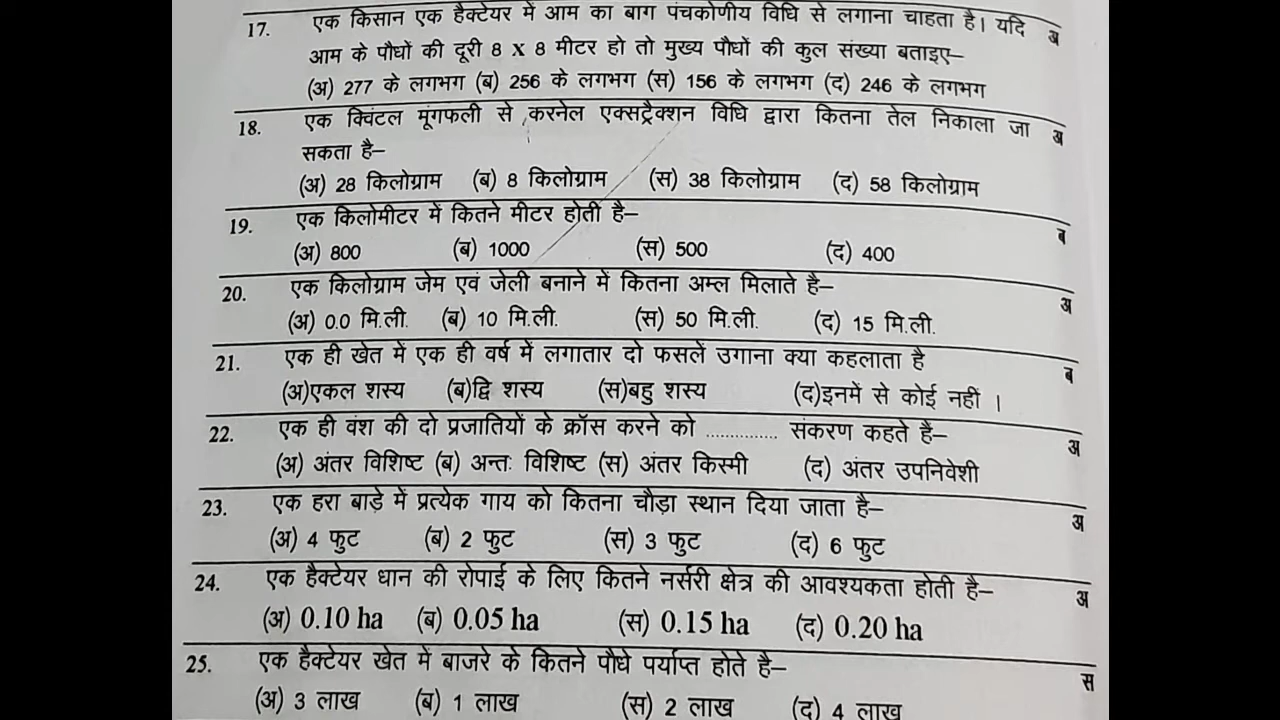 17. एक किसान एक हैक्टेयर में आम का बाग पंचकोणीय विधि से लगाना चाहता है। यदि अ
आम के पौधों की दूरी 8 x 8 मीटर हो तो मुख्य पौधों की कुल संख्या बताइए–
(अ) 277 के लगभग (ब) 256 के लगभग (स) 156 के लगभग (द) 246 के लगभग
18. एक क्विंटल मूंगफली से करनेल एक्सट्रैक्शन विधि द्वारा कितना तेल निकाला जा अ
सकता है–
(अ) 28 किलोग्राम (ब) 8 किलोग्राम (स) 38 किलोग्राम (द) 58 किलोग्राम
19. एक किलोमीटर में कितने मीटर होती है– ब
(अ) 800 (ब) 1000 (स) 500 (द) 400
20. एक किलोग्राम जेम एवं जेली बनाने में कितना अम्ल मिलाते है– अ
(अ) 0.0 मि.ली. (ब) 10 मि.ली. (स) 50 मि.ली. (द) 15 मि.ली.
21. एक ही खेत में एक ही वर्ष में लगातार दो फसलें उगाना क्या कहलाता है ब
(अ)एकल शस्य (ब)द्वि शस्य (स)बहु शस्य (द)इनमें से कोई नहीं ।
22. एक ही वंश की दो प्रजातियों के क्रॉस करने को .............. संकरण कहते है– अ
(अ) अंतर विशिष्ट (ब) अन्तः विशिष्ट (स) अंतर किस्मी (द) अंतर उपनिवेशी
23. एक हरा बाड़े में प्रत्येक गाय को कितना चौड़ा स्थान दिया जाता है– अ
(अ) 4 फुट (ब) 2 फुट (स) 3 फुट (द) 6 फुट
24. एक हैक्टेयर धान की रोपाई के लिए कितने नर्सरी क्षेत्र की आवश्यकता होती है– अ
(अ) 0.10 ha (ब) 0.05 ha (स) 0.15 ha (द) 0.20 ha
25. एक हैक्टेयर खेत में बाजरे के कितने पौधे पर्याप्त होते है– स
(अ) 3 लाख (ब) 1 लाख (स) 2 लाख (द) 4 लाख